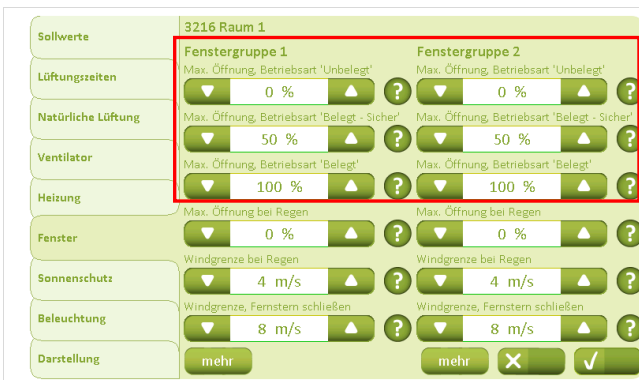 Sollwerte
Lüftungszeiten
Natürliche Lüftung
Ventilator
Heizung
Fenster
Sonnenschutz
Beleuchtung
Darstellung
3216 Raum 1
Fenstergruppe 1 Fenstergruppe 2
Max. Öffnung, Betriebsart 'Unbelegt' Max. Öffnung, Betriebsart 'Unbelegt'
0 % ? 0 % ?
Max. Öffnung, Betriebsart 'Belegt - Sicher' Max. Öffnung, Betriebsart 'Belegt - Sicher'
50 % ? 50 % ?
Max. Öffnung, Betriebsart 'Belegt' Max. Öffnung, Betriebsart 'Belegt'
100 % ? 100 % ?
Max. Öffnung bei Regen Max. Öffnung bei Regen
0 % ? 0 % ?
Windgrenze bei Regen Windgrenze bei Regen
4 m/s ? 4 m/s ?
Windgrenze, Fernstern schließen Windgrenze, Fernstern schließen
8 m/s ? 8 m/s ?
mehr mehr